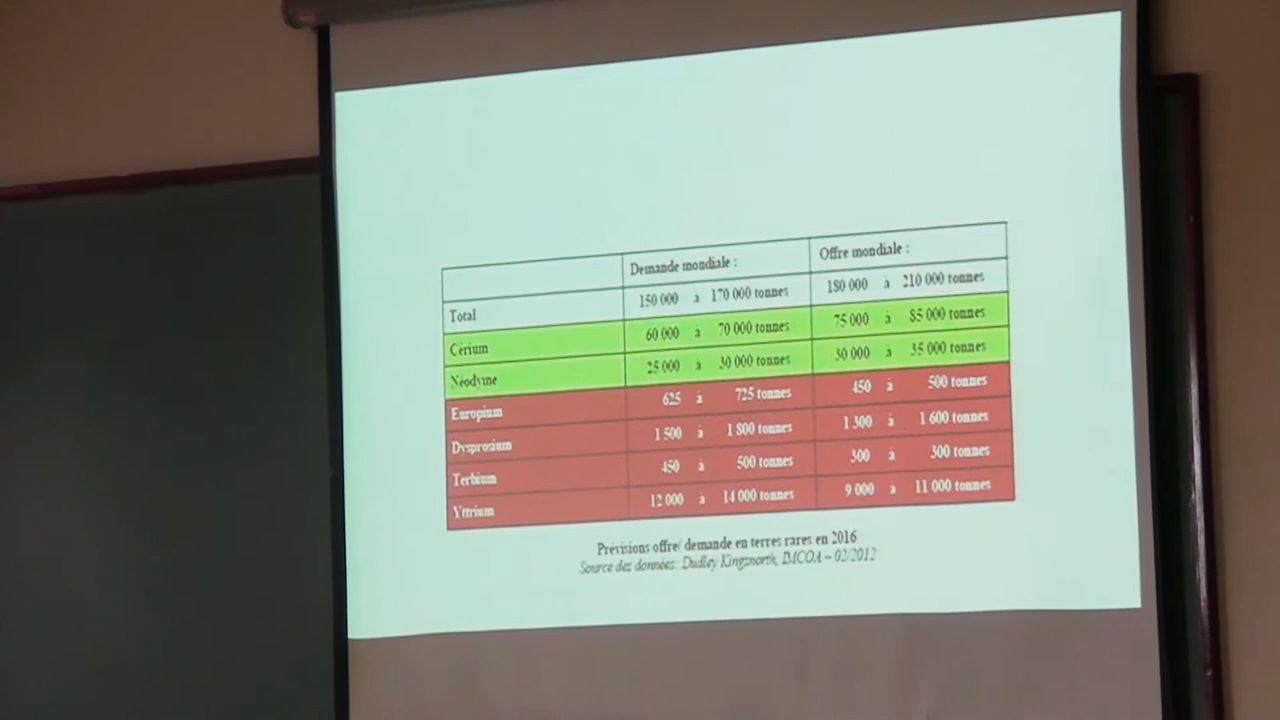 Demande mondiale : Offre mondiale :
Total 150 000 à 170 000 tonnes 180 000 à 210 000 tonnes
Cérium 60 000 à 70 000 tonnes 75 000 à 85 000 tonnes
Néodyme 25 000 à 30 000 tonnes 30 000 à 35 000 tonnes
Europium 625 à 725 tonnes 450 à 500 tonnes
Dysprosium 1 500 à 1 800 tonnes 1 300 à 1 600 tonnes
Terbium 450 à 500 tonnes 300 à 300 tonnes
Yttrium 12 000 à 14 000 tonnes 9 000 à 11 000 tonnes
Prévisions offre/ demande en terres rares en 2016
Source des données: Dudley Kingsnorth, IMCOA – 02/2012